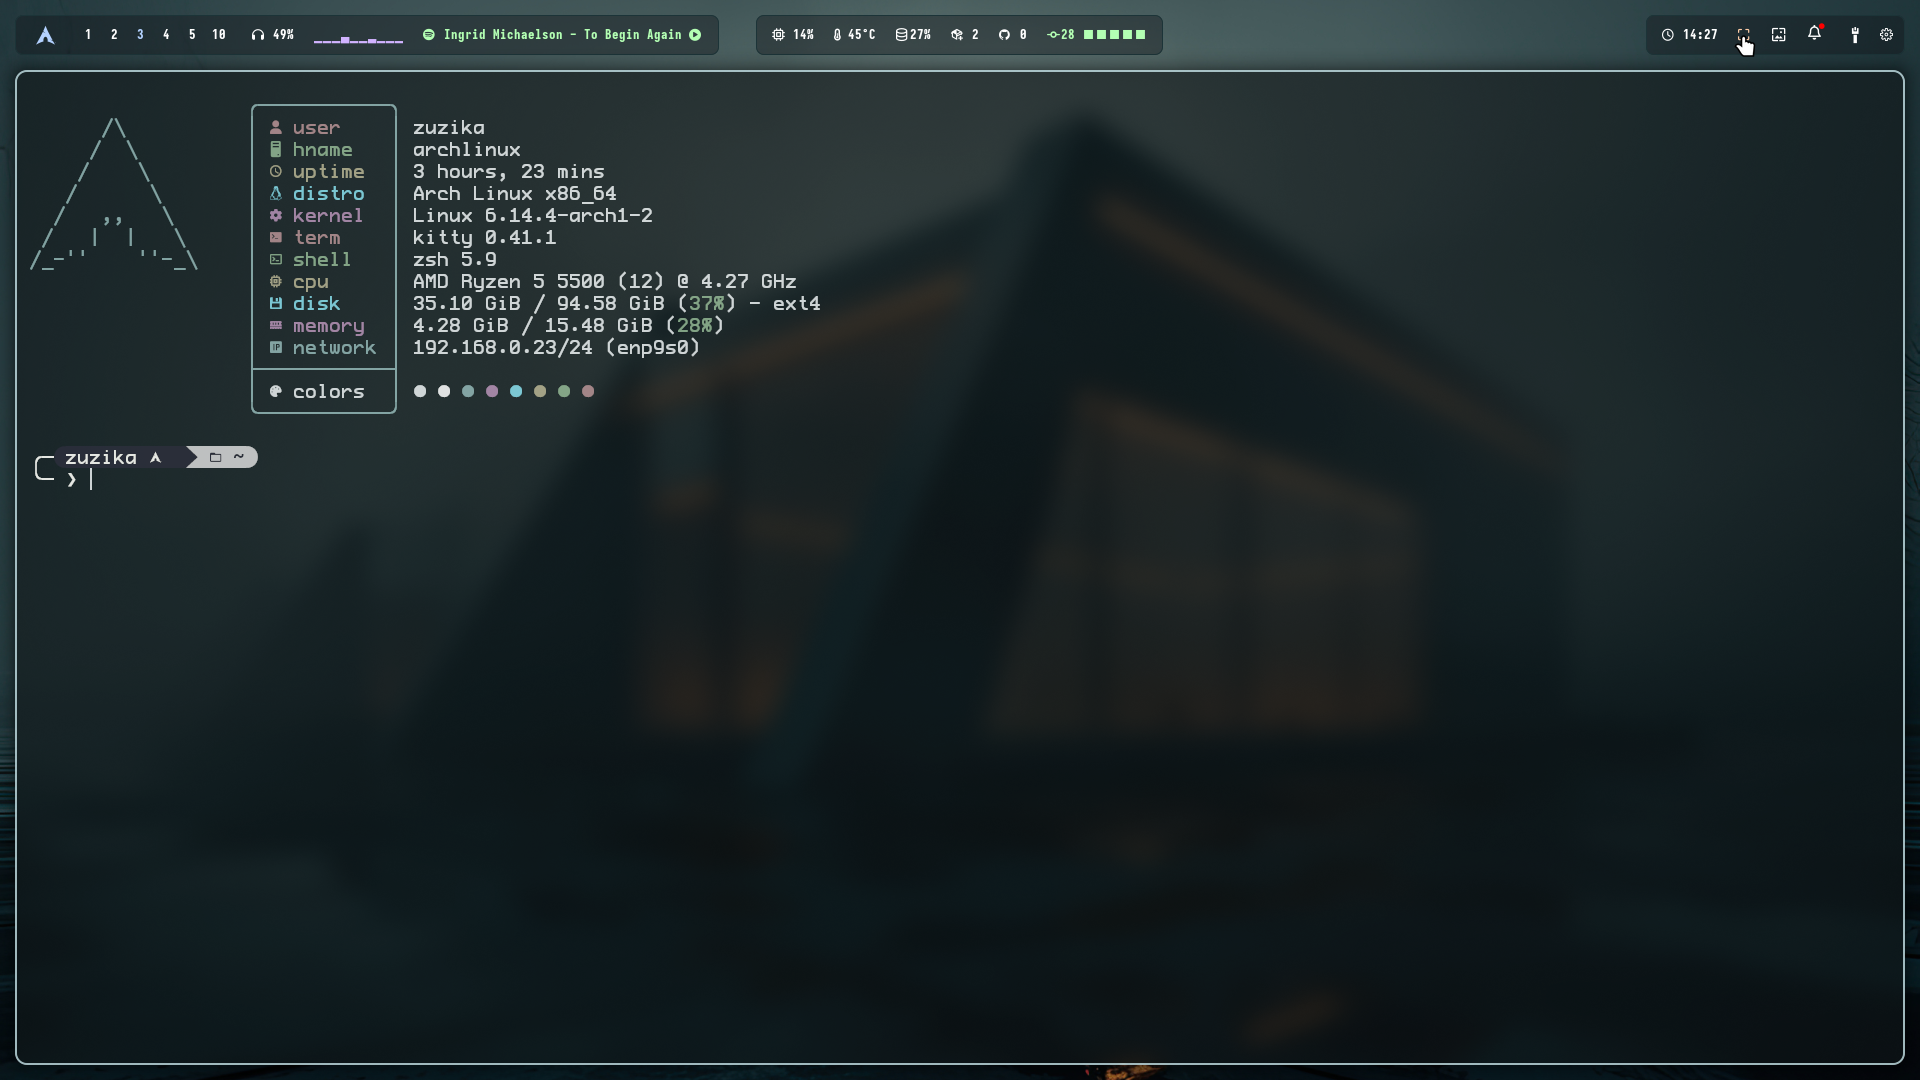 1 2 3 4 5 10 49% Ingrid Michaelson - To Begin Again 14% 45°C 27% 2 0 28 14:27
user zuzika
hname archlinux
uptime 3 hours, 23 mins
distro Arch Linux x86_64
kernel Linux 6.14.4-arch1-2
term kitty 0.41.1
shell zsh 5.9
cpu AMD Ryzen 5 5500 (12) @ 4.27 GHz
disk 35.10 GiB / 94.58 GiB (37%) - ext4
memory 4.28 GiB / 15.48 GiB (28%)
network 192.168.0.23/24 (enp9s0)
colors
zuzika ~
❯